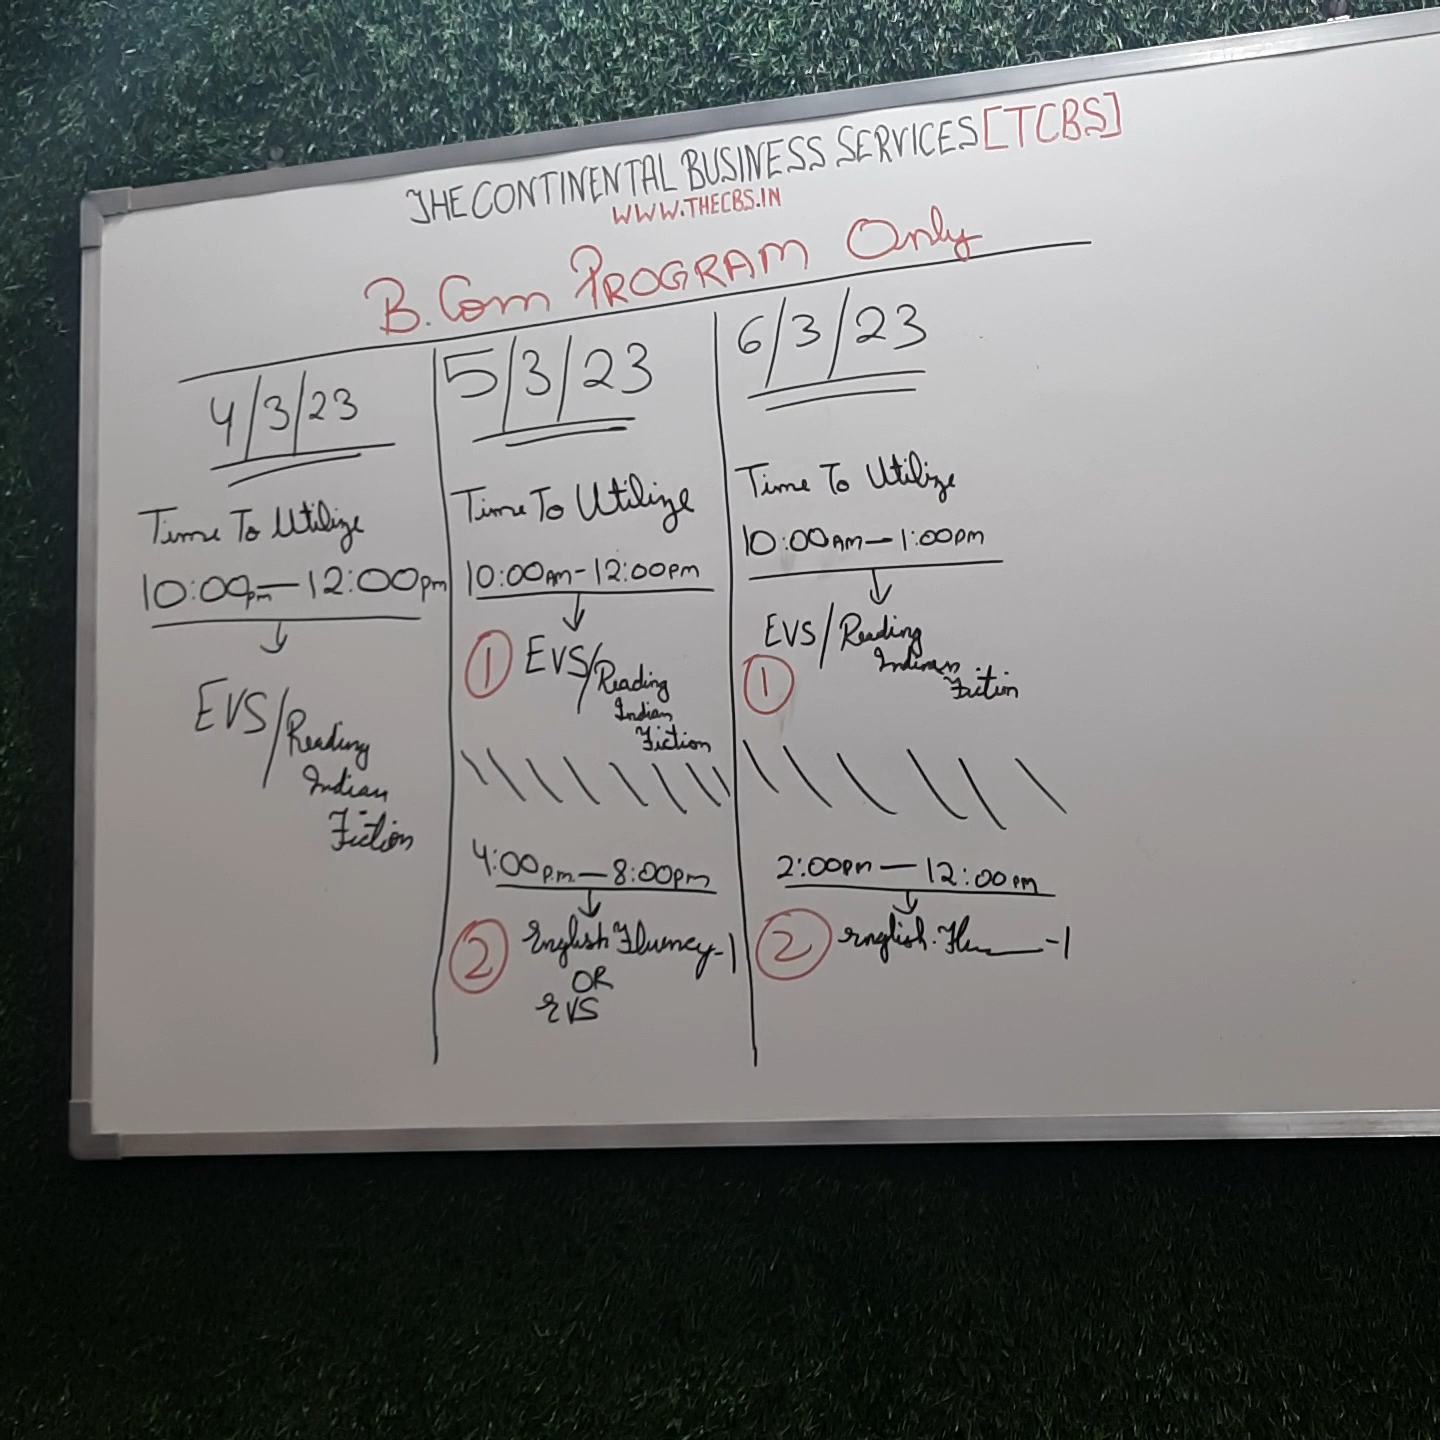 THE CONTINENTAL BUSINESS SERVICES [TCBS]
WWW.THECBS.IN
B.Com PROGRAM Only
4/3/23
Time To Utilize
10:00pm — 12:00pm
EVS/Reading
Indian
Fiction
5/3/23
Time To Utilize
10:00AM - 12:00PM
1 EVS/Reading
Indian
Fiction
4:00P.M. — 8:00pm
2 English Fluency-1
OR
EVS
6/3/23
Time To Utilize
10:00AM — 1:00PM
EVS/Reading
Indian
Fiction
1
2:00PM — 12:00PM
2 English. Flu___-1